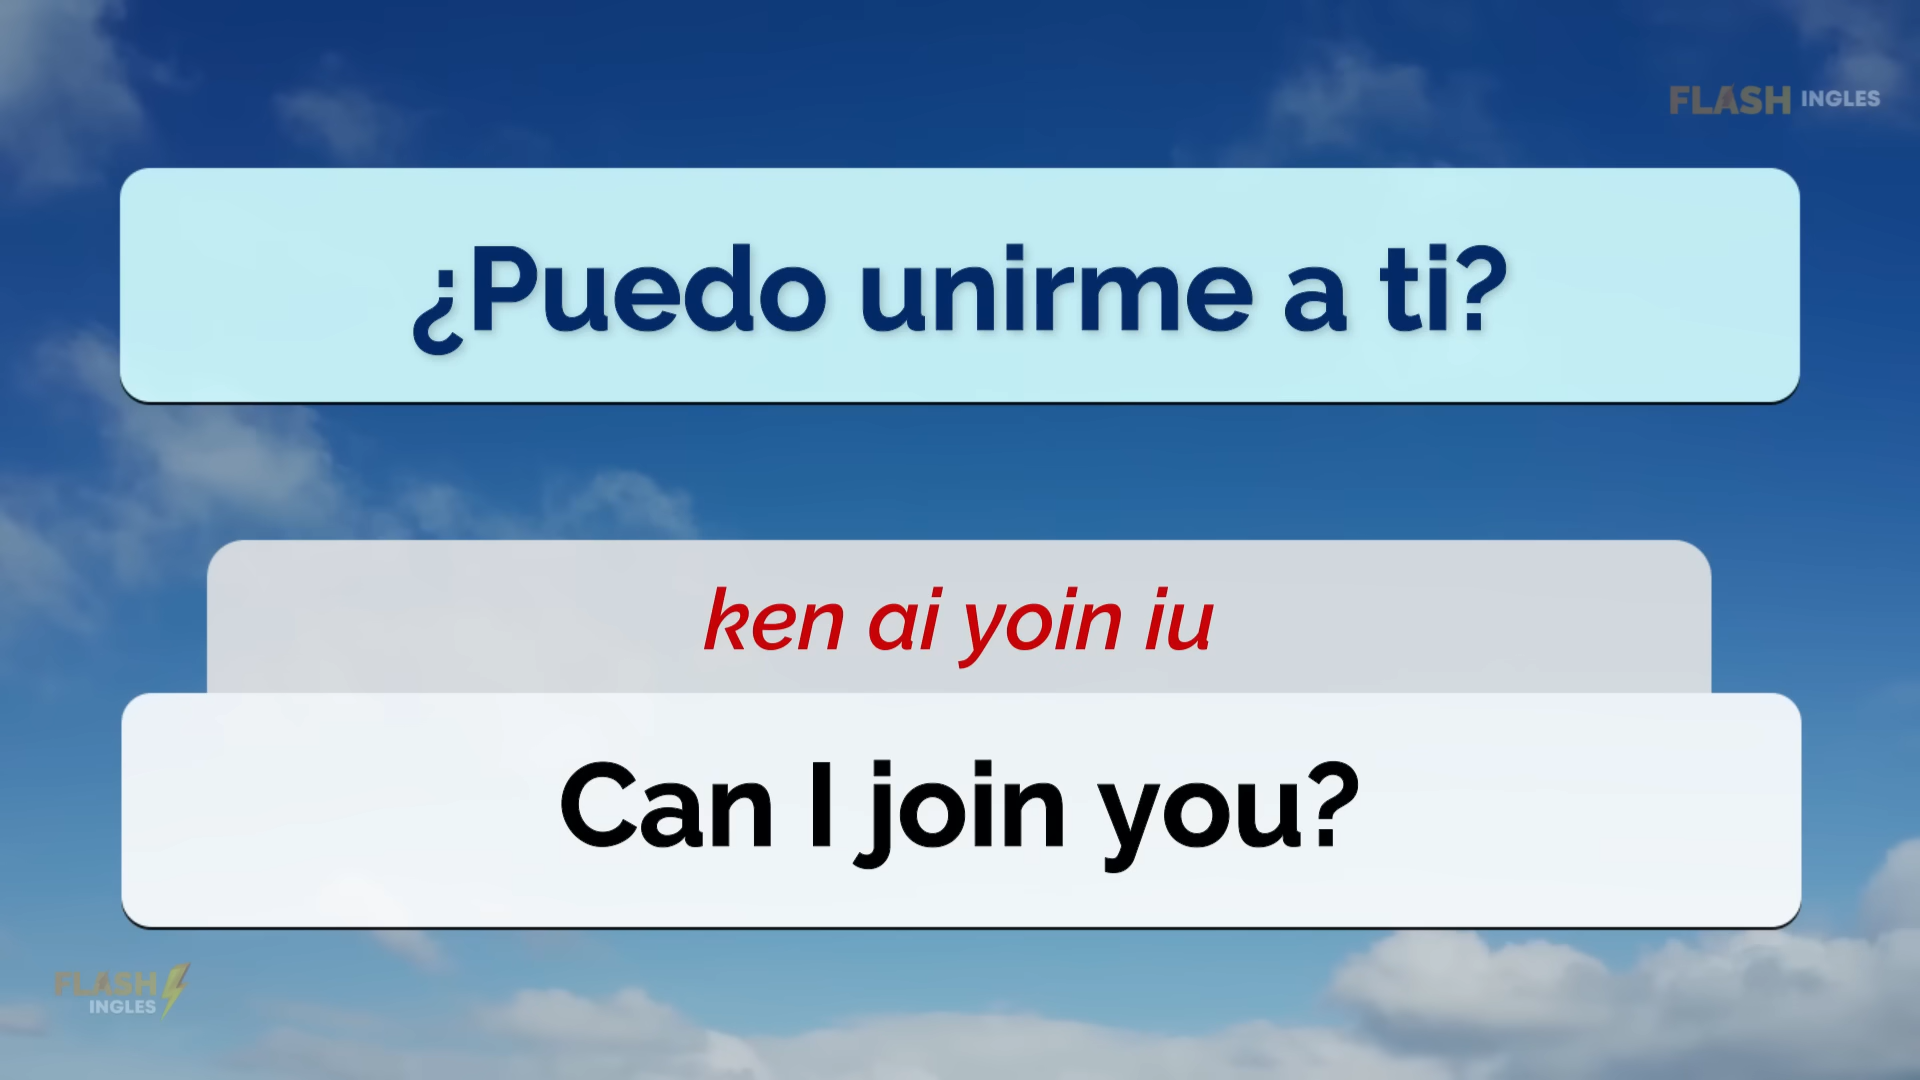 FLASH INGLES
¿Puedo unirme a ti?
ken ai yoin iu
Can I join you?
FLASH
INGLES